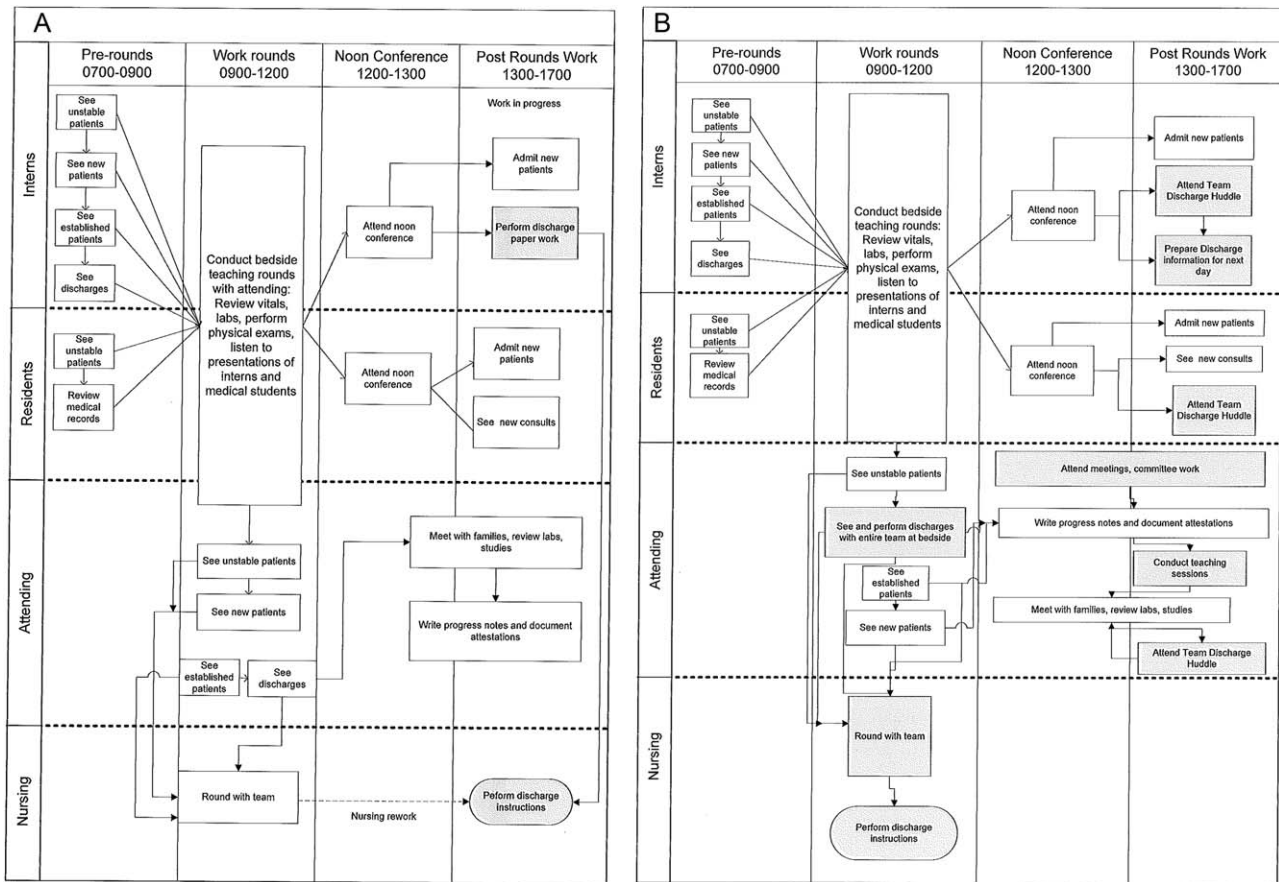 A
Pre-rounds
0700-0900
Work rounds
0900-1200
Noon Conference
1200-1300
Post Rounds Work
1300-1700
Work in progress
Interns
See
unstable
patients
See new
patients
See
established
patients
See
discharges
Conduct bedside
teaching rounds
with attending:
Review vitals,
labs, perform
physical exams,
listen to
presentations of
interns and
medical students
Attend noon
conference
Admit new
patients
Perform discharge
paper work
Residents
See
unstable
patients
Review
medical
records
Attend noon
conference
Admit new
patients
See new consults
Attending
See unstable patients
See new patients
See
established
patients
See
discharges
Meet with families, review labs,
studies
Write progress notes and document
attestations
Nursing
Round with team
Nursing rework
Peform discharge
instructions
B
Pre-rounds
0700-0900
Work rounds
0900-1200
Noon Conference
1200-1300
Post Rounds Work
1300-1700
Interns
See
unstable
patients
See new
patients
See
established
patients
See
discharges
Conduct bedside
teaching rounds:
Review vitals,
labs, perform
physical exams,
listen to
presentations of
interns and
medical students
Attend noon
conference
Admit new patients
Attend Team
Discharge Huddle
Prepare Discharge
information for next
day
Residents
See
unstable
patients
Review
medical
records
Attend noon
conference
Admit new patients
See new consults
Attend Team
Discharge Huddle
Attending
See unstable patients
See and perform discharges
with entire team at bedside
See
established
patients
See new patients
Attend meetings, committee work
Write progress notes and document attestations
Conduct teaching
sessions
Meet with families, review labs, studies
Attend Team Discharge
Huddle
Nursing
Round with team
Perform discharge
instructions